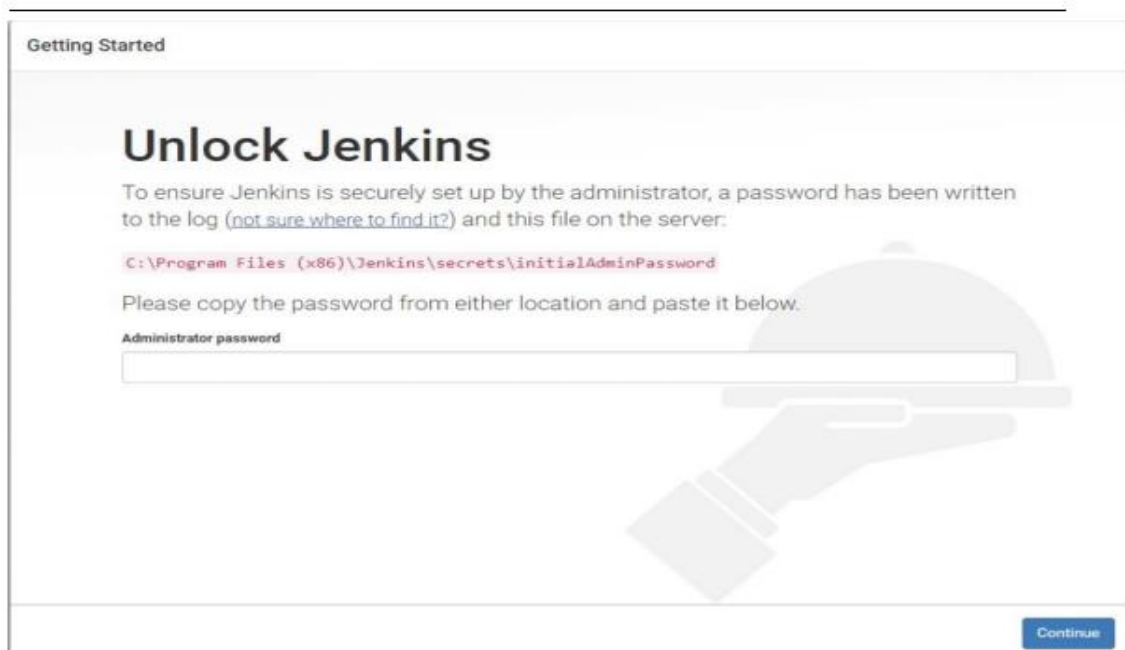 Getting Started
Unlock Jenkins
To ensure Jenkins is securely set up by the administrator, a password has been written
to the log (not sure where to find it?) and this file on the server:
C:\Program Files (x86)\Jenkins\secrets\initialAdminPassword
Please copy the password from either location and paste it below.
Administrator password
Continue